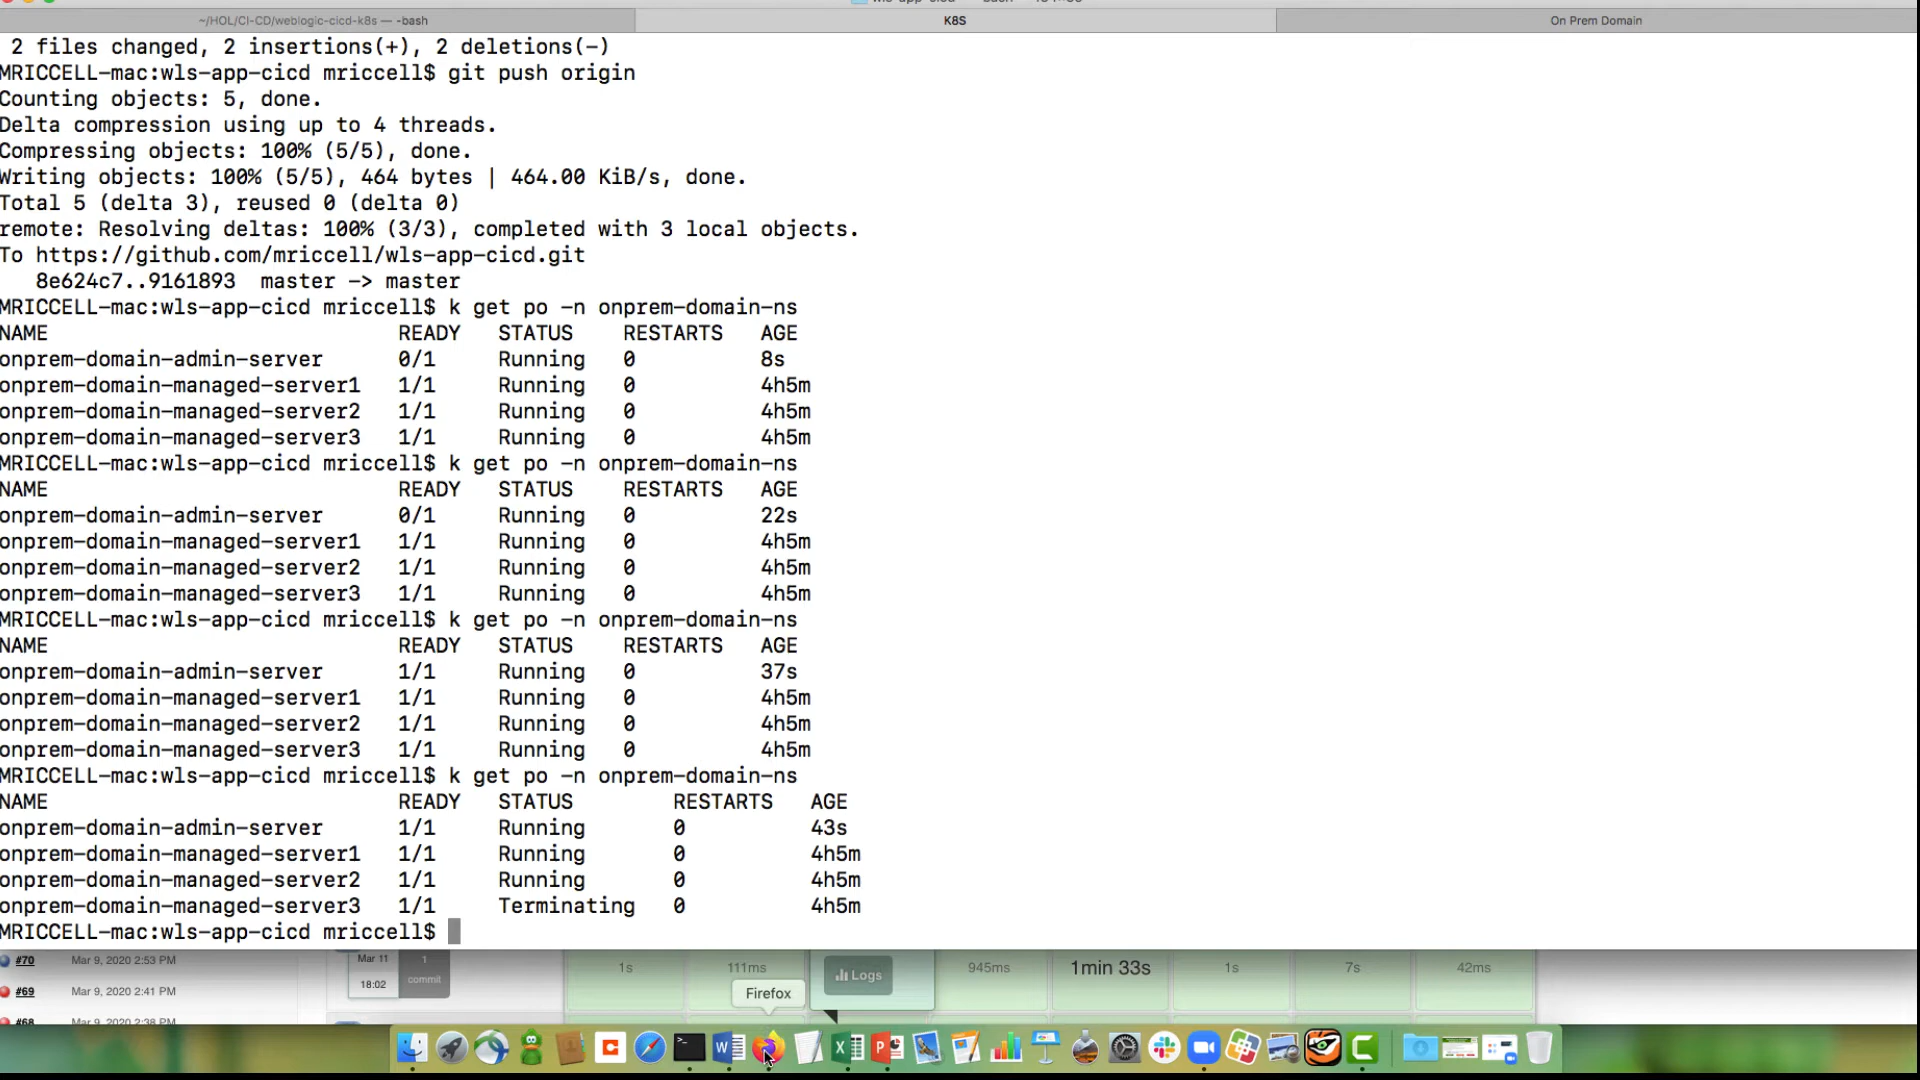 ~/HOL/CI-CD/weblogic-cicd-k8s — -bash
K8S
On Prem Domain
2 files changed, 2 insertions(+), 2 deletions(-)
MRICCELL-mac:wls-app-cicd mriccell$ git push origin
Counting objects: 5, done.
Delta compression using up to 4 threads.
Compressing objects: 100% (5/5), done.
Writing objects: 100% (5/5), 464 bytes | 464.00 KiB/s, done.
Total 5 (delta 3), reused 0 (delta 0)
remote: Resolving deltas: 100% (3/3), completed with 3 local objects.
To https://github.com/mriccell/wls-app-cicd.git
8e624c7..9161893 master -> master
MRICCELL-mac:wls-app-cicd mriccell$ k get po -n onprem-domain-ns
NAME READY STATUS RESTARTS AGE
onprem-domain-admin-server 0/1 Running 0 8s
onprem-domain-managed-server1 1/1 Running 0 4h5m
onprem-domain-managed-server2 1/1 Running 0 4h5m
onprem-domain-managed-server3 1/1 Running 0 4h5m
MRICCELL-mac:wls-app-cicd mriccell$ k get po -n onprem-domain-ns
NAME READY STATUS RESTARTS AGE
onprem-domain-admin-server 0/1 Running 0 22s
onprem-domain-managed-server1 1/1 Running 0 4h5m
onprem-domain-managed-server2 1/1 Running 0 4h5m
onprem-domain-managed-server3 1/1 Running 0 4h5m
MRICCELL-mac:wls-app-cicd mriccell$ k get po -n onprem-domain-ns
NAME READY STATUS RESTARTS AGE
onprem-domain-admin-server 1/1 Running 0 37s
onprem-domain-managed-server1 1/1 Running 0 4h5m
onprem-domain-managed-server2 1/1 Running 0 4h5m
onprem-domain-managed-server3 1/1 Running 0 4h5m
MRICCELL-mac:wls-app-cicd mriccell$ k get po -n onprem-domain-ns
NAME READY STATUS RESTARTS AGE
onprem-domain-admin-server 1/1 Running 0 43s
onprem-domain-managed-server1 1/1 Running 0 4h5m
onprem-domain-managed-server2 1/1 Running 0 4h5m
onprem-domain-managed-server3 1/1 Terminating 0 4h5m
MRICCELL-mac:wls-app-cicd mriccell$
#70 Mar 9, 2020 2:53 PM
Mar 11 1
18:02 commit
1s 111ms Logs 945ms 1min 33s 1s 7s 42ms
#69 Mar 9, 2020 2:41 PM
Firefox
#68 Mar 9, 2020 2:38 PM